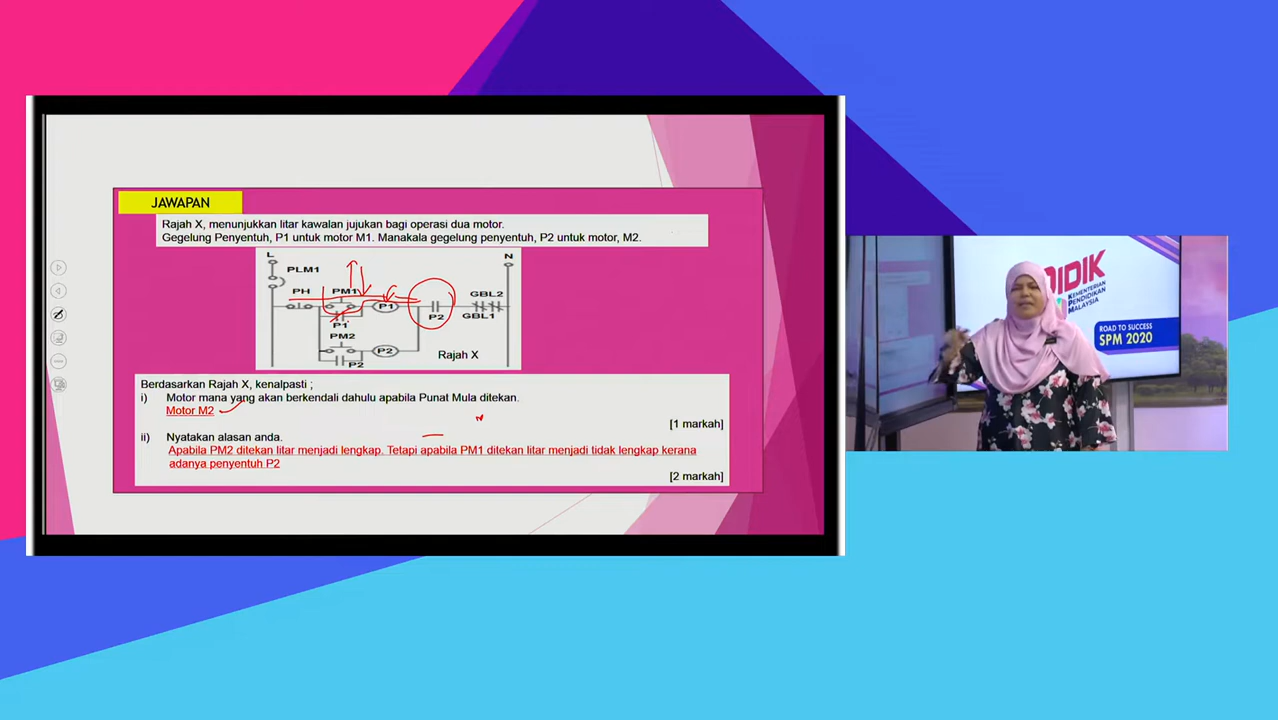 JAWAPAN
Rajah X, menunjukkan litar kawalan jujukan bagi operasi dua motor.
Gegelung Penyentuh, P1 untuk motor M1. Manakala gegelung penyentuh, P2 untuk motor, M2.
L
N
PLM1
PH
PM1
P1
P1
P2
GBL2
GBL1
PM2
P2
P2
Rajah X
Berdasarkan Rajah X, kenalpasti ;
i) Motor mana yang akan berkendali dahulu apabila Punat Mula ditekan.
Motor M2
[1 markah]
ii) Nyatakan alasan anda.
Apabila PM2 ditekan litar menjadi lengkap. Tetapi apabila PM1 ditekan litar menjadi tidak lengkap kerana
adanya penyentuh P2
[2 markah]
IDIK
KEMENTERIAN
PENDIDIKAN
MALAYSIA
ROAD TO SUCCESS
SPM 2020